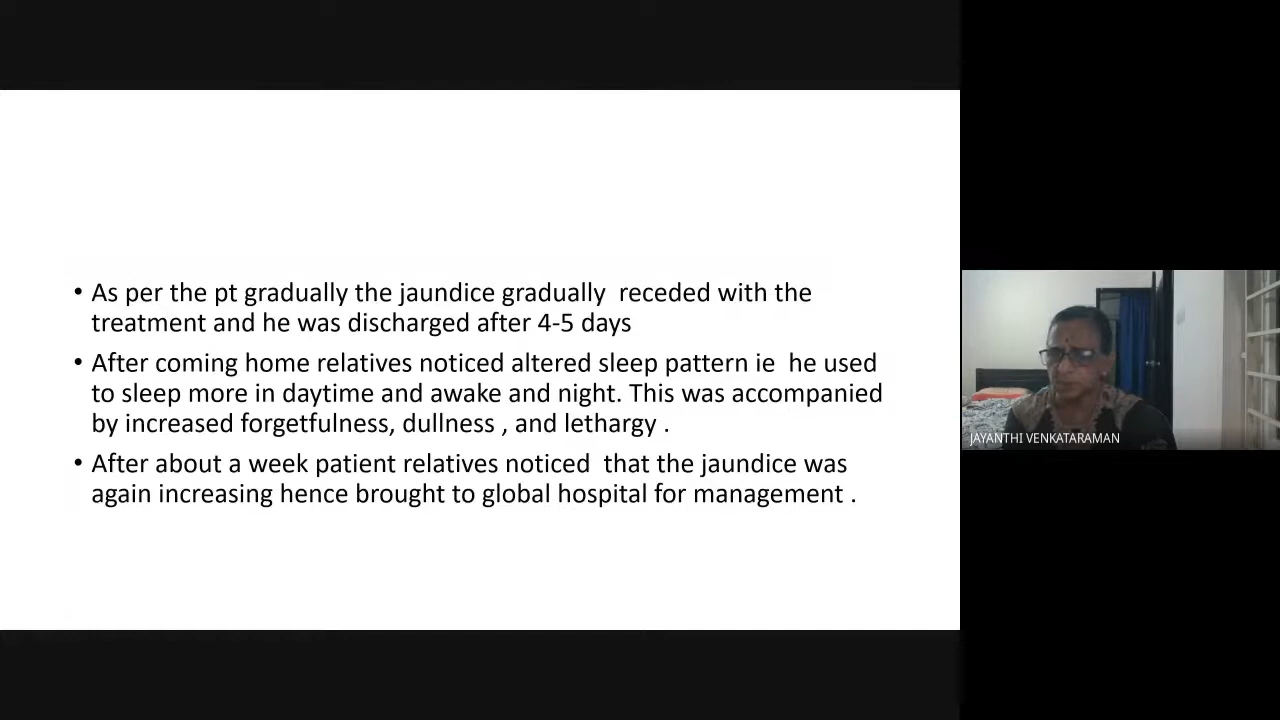 • As per the pt gradually the jaundice gradually  receded with the
treatment and he was discharged after 4-5 days
• After coming home relatives noticed altered sleep pattern ie  he used
to sleep more in daytime and awake and night. This was accompanied
by increased forgetfulness, dullness , and lethargy .
• After about a week patient relatives noticed  that the jaundice was
again increasing hence brought to global hospital for management .
JAYANTHI VENKATARAMAN